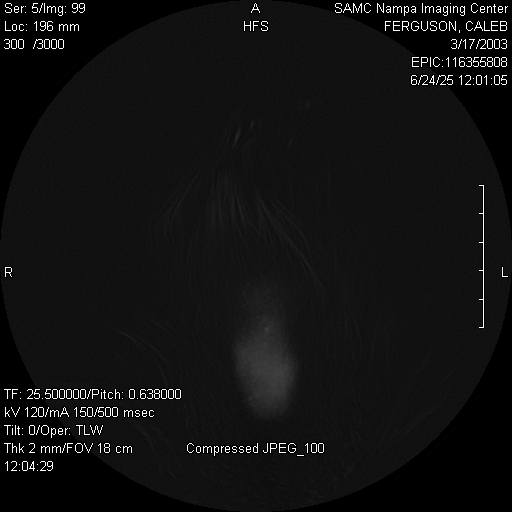 Ser: 5/Img: 99
Loc: 196 mm
300 /3000
A
HFS
SAMC Nampa Imaging Center
FERGUSON, CALEB
3/17/2003
EPIC:116355808
6/24/25 12:01:05
R
L
TF: 25.500000/Pitch: 0.638000
kV 120/mA 150/500 msec
Tilt: 0/Oper: TLW
Thk 2 mm/FOV 18 cm
12:04:29
Compressed JPEG_100